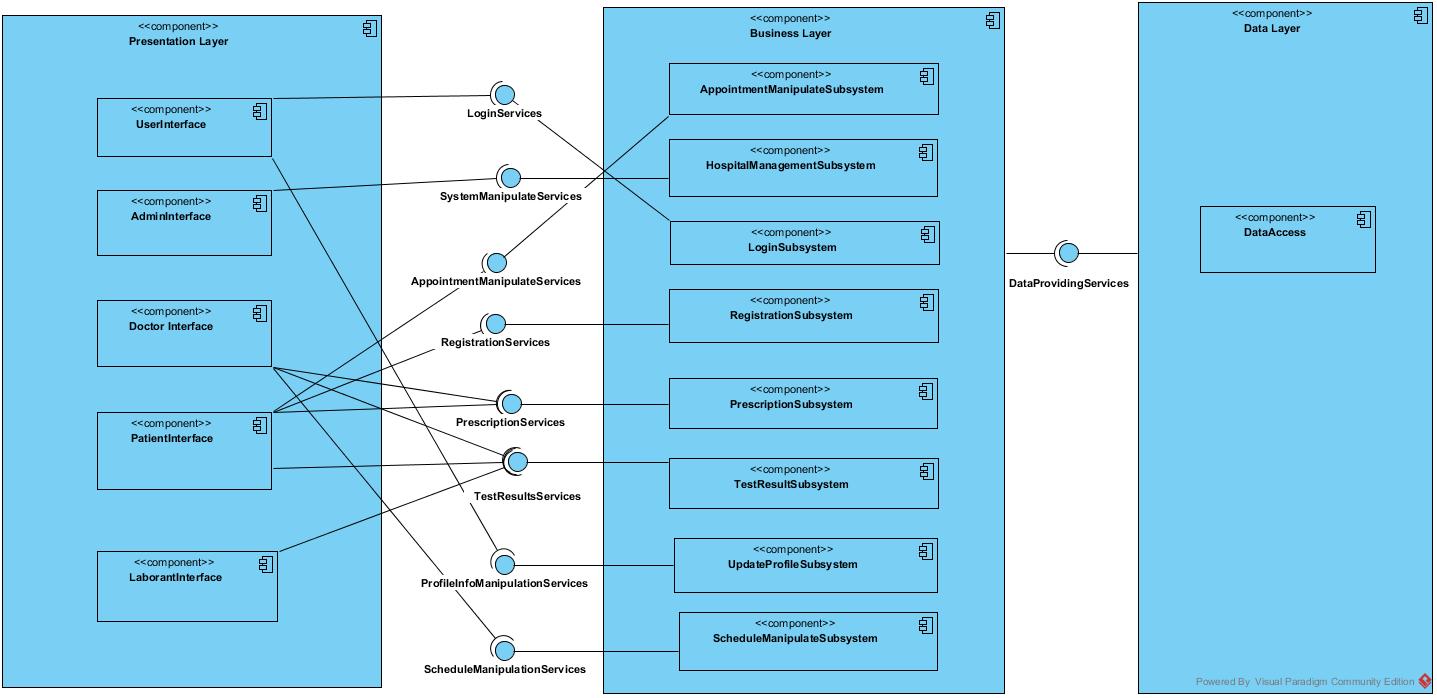 <<component>>
Presentation Layer
<<component>>
UserInterface
<<component>>
AdminInterface
<<component>>
Doctor Interface
<<component>>
PatientInterface
<<component>>
LaborantInterface
LoginServices
SystemManipulateServices
AppointmentManipulateServices
RegistrationServices
PrescriptionServices
TestResultsServices
ProfileInfoManipulationServices
ScheduleManipulationServices
<<component>>
Business Layer
<<component>>
AppointmentManipulateSubsystem
<<component>>
HospitalManagementSubsystem
<<component>>
LoginSubsystem
<<component>>
RegistrationSubsystem
<<component>>
PrescriptionSubsystem
<<component>>
TestResultSubsystem
<<component>>
UpdateProfileSubsystem
<<component>>
ScheduleManipulateSubsystem
DataProvidingServices
<<component>>
Data Layer
<<component>>
DataAccess
Powered By Visual Paradigm Community Edition